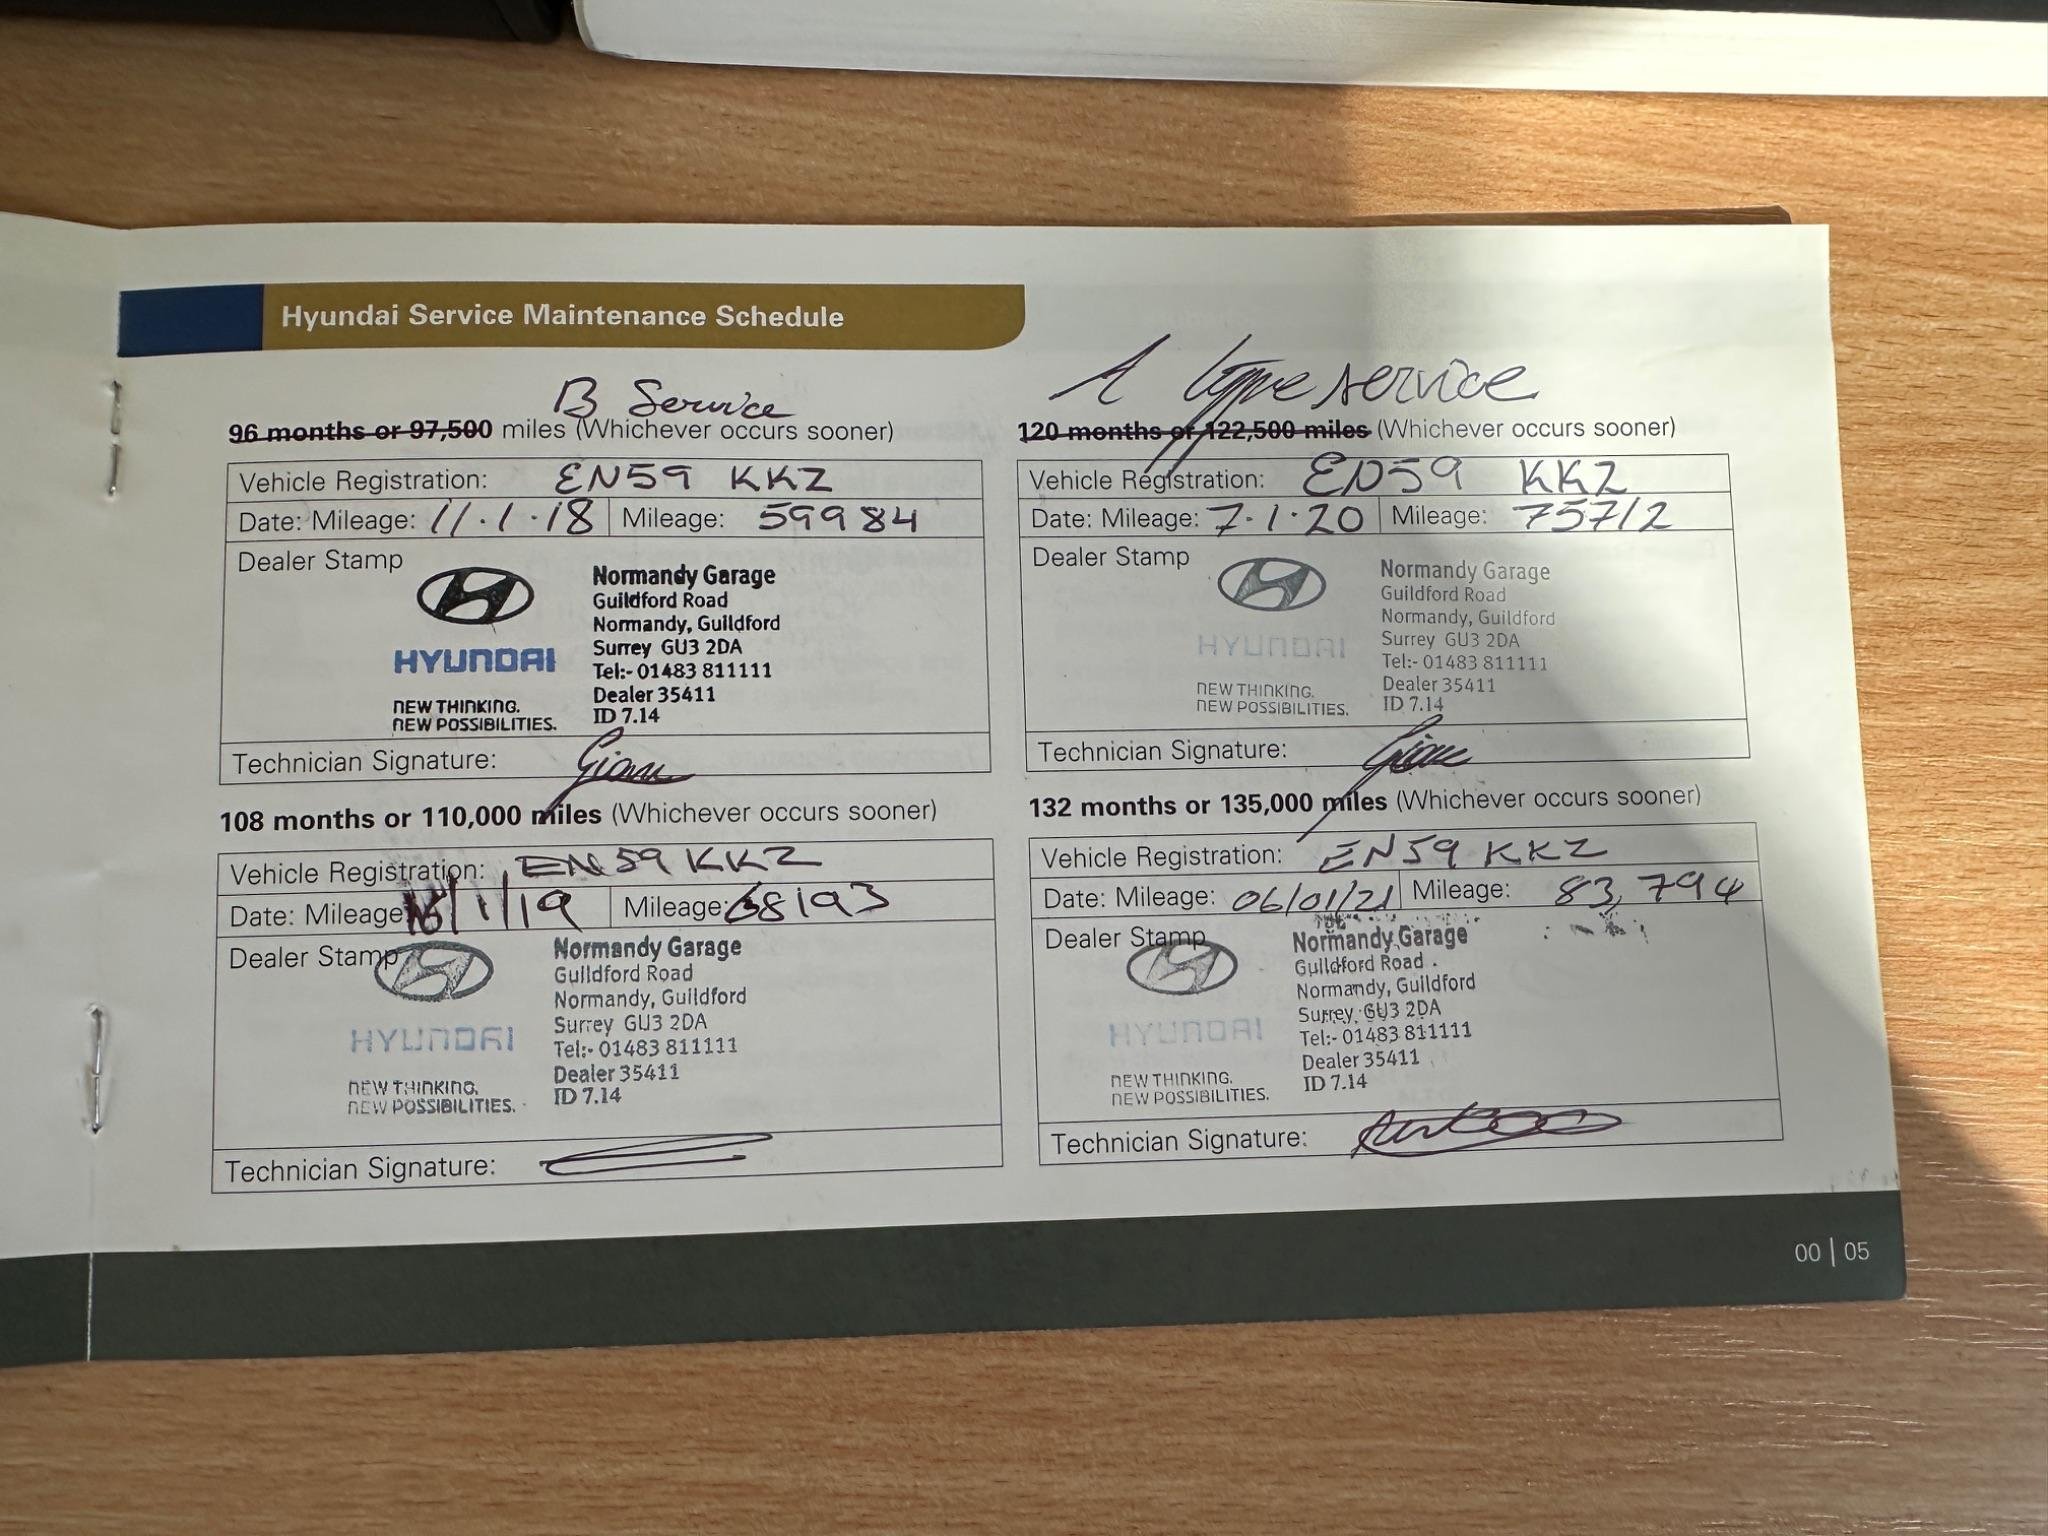 Hyundai Service Maintenance Schedule
B Service
96 months or 97,500 miles (Whichever occurs sooner)
Vehicle Registration: EN59 KKZ
Date: Mileage: 11.1.18 Mileage: 59984
Dealer Stamp
HYUNDAI
NEW THINKING.
NEW POSSIBILITIES.
Normandy Garage
Guildford Road
Normandy, Guildford
Surrey GU3 2DA
Tel:- 01483 811111
Dealer 35411
ID 7.14
Technician Signature:
108 months or 110,000 miles (Whichever occurs sooner)
Vehicle Registration: EN59 KKZ
Date: Mileage: /1/19 Mileage: 68193
Dealer Stamp
HYUNDAI
NEW THINKING.
NEW POSSIBILITIES.
Normandy Garage
Guildford Road
Normandy, Guildford
Surrey GU3 2DA
Tel:- 01483 811111
Dealer 35411
ID 7.14
Technician Signature:
A type service
120 months or 122,500 miles (Whichever occurs sooner)
Vehicle Registration: EN59 KKZ
Date: Mileage: 7.1.20 Mileage: 75712
Dealer Stamp
HYUNDAI
NEW THINKING.
NEW POSSIBILITIES.
Normandy Garage
Guildford Road
Normandy, Guildford
Surrey GU3 2DA
Tel:- 01483 811111
Dealer 35411
ID 7.14
Technician Signature:
132 months or 135,000 miles (Whichever occurs sooner)
Vehicle Registration: EN59 KKZ
Date: Mileage: 06/01/21 Mileage: 83,794
Dealer Stamp
HYUNDAI
NEW THINKING.
NEW POSSIBILITIES.
Normandy Garage
Guildford Road
Normandy, Guildford
Surrey GU3 2DA
Tel:- 01483 811111
Dealer 35411
ID 7.14
Technician Signature:
00 | 05